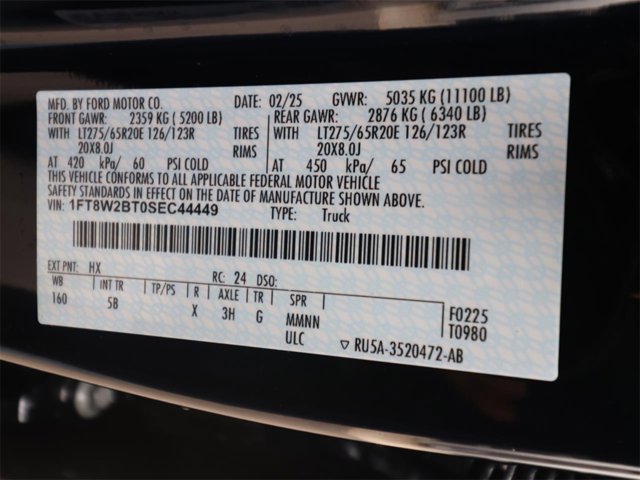 MFD. BY FORD MOTOR CO. DATE: 02/25 GVWR: 5035 KG (11100 LB)
FRONT GAWR: 2359 KG ( 5200 LB) REAR GAWR: 2876 KG ( 6340 LB)
WITH LT275/65R20E 126/123R TIRES WITH LT275/65R20E 126/123R TIRES
20X8.0J RIMS 20X8.0J RIMS
AT 420 kPa/ 60 PSI COLD AT 450 kPa/ 65 PSI COLD
THIS VEHICLE CONFORMS TO ALL APPLICABLE FEDERAL MOTOR VEHICLE
SAFETY STANDARDS IN EFFECT ON THE DATE OF MANUFACTURE SHOWN ABOVE.
VIN: 1FT8W2BT0SEC44449 TYPE: Truck
EXT PNT: HX RC: 24 DSO:
WB INT TR TP/PS R AXLE TR SPR F0225
160 5B X 3H G MMNN T0980
ULC ▽ RU5A-3520472-AB